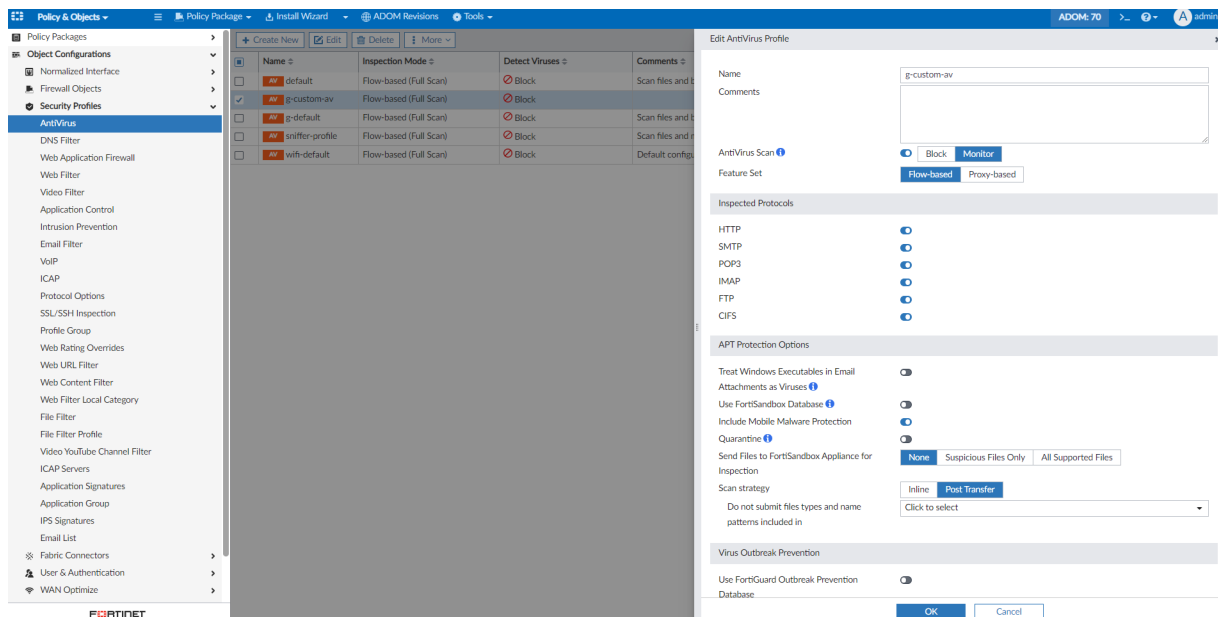 Policy & Objects
Policy Package
Install Wizard
ADOM Revisions
Tools
ADOM: 70
A admin
Policy Packages
Object Configurations
Normalized Interface
Firewall Objects
Security Profiles
AntiVirus
DNS Filter
Web Application Firewall
Web Filter
Video Filter
Application Control
Intrusion Prevention
Email Filter
VoIP
ICAP
Protocol Options
SSL/SSH Inspection
Profile Group
Web Rating Overrides
Web URL Filter
Web Content Filter
Web Filter Local Category
File Filter
File Filter Profile
Video YouTube Channel Filter
ICAP Servers
Application Signatures
Application Group
IPS Signatures
Email List
Fabric Connectors
User & Authentication
WAN Optimize
FORTINET
+ Create New Edit Delete More
Name Inspection Mode Detect Viruses Comments
AV default Flow-based (Full Scan) Block Scan files and b
AV g-custom-av Flow-based (Full Scan) Block
AV g-default Flow-based (Full Scan) Block Scan files and b
AV sniffer-profile Flow-based (Full Scan) Block Scan files and r
AV wifi-default Flow-based (Full Scan) Block Default configu
Edit AntiVirus Profile
Name g-custom-av
Comments
AntiVirus Scan Block Monitor
Feature Set Flow-based Proxy-based
Inspected Protocols
HTTP
SMTP
POP3
IMAP
FTP
CIFS
APT Protection Options
Treat Windows Executables in Email
Attachments as Viruses
Use FortiSandbox Database
Include Mobile Malware Protection
Quarantine
Send Files to FortiSandbox Appliance for None Suspicious Files Only All Supported Files
Inspection
Scan strategy Inline Post Transfer
Do not submit files types and name Click to select
patterns included in
Virus Outbreak Prevention
Use FortiGuard Outbreak Prevention
Database
OK Cancel